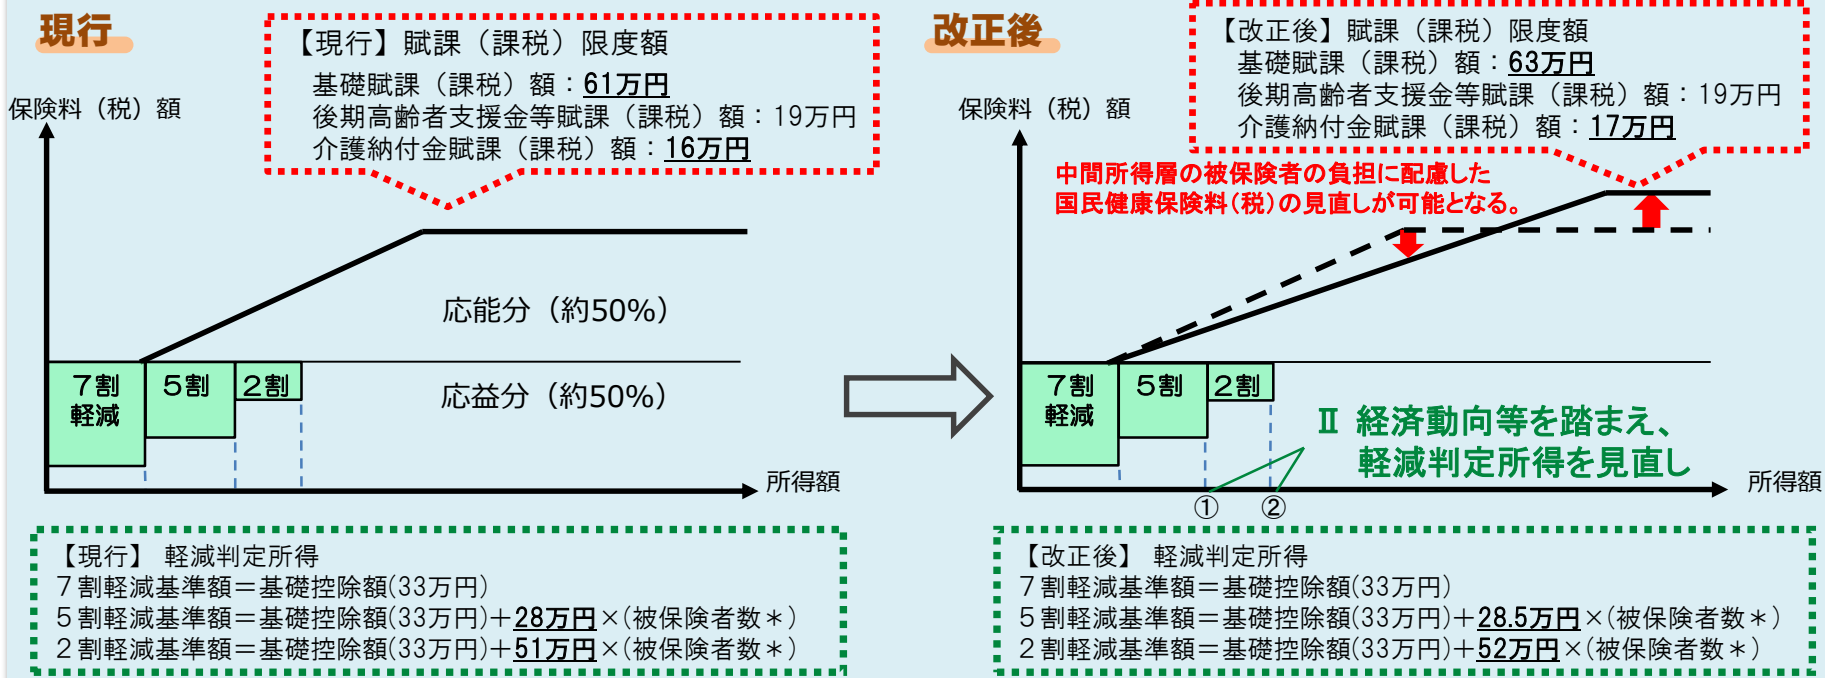 現行
【現行】賦課（課税）限度額
基礎賦課（課税）額：61万円
後期高齢者支援金等賦課（課税）額：19万円
介護納付金賦課（課税）額：16万円
保険料（税）額
応能分（約50%）
7割
軽減
5割
2割
応益分（約50%）
所得額
【現行】 軽減判定所得
７割軽減基準額＝基礎控除額(33万円)
５割軽減基準額＝基礎控除額(33万円)＋28万円×(被保険者数＊)
２割軽減基準額＝基礎控除額(33万円)＋51万円×(被保険者数＊)
改正後
【改正後】賦課（課税）限度額
基礎賦課（課税）額：63万円
後期高齢者支援金等賦課（課税）額：19万円
介護納付金賦課（課税）額：17万円
保険料（税）額
中間所得層の被保険者の負担に配慮した
国民健康保険料（税）の見直しが可能となる。
7割
軽減
5割
2割
Ⅱ 経済動向等を踏まえ、
軽減判定所得を見直し
所得額
① ②
【改正後】 軽減判定所得
７割軽減基準額＝基礎控除額(33万円)
５割軽減基準額＝基礎控除額(33万円)＋28.5万円×(被保険者数＊)
２割軽減基準額＝基礎控除額(33万円)＋52万円×(被保険者数＊)